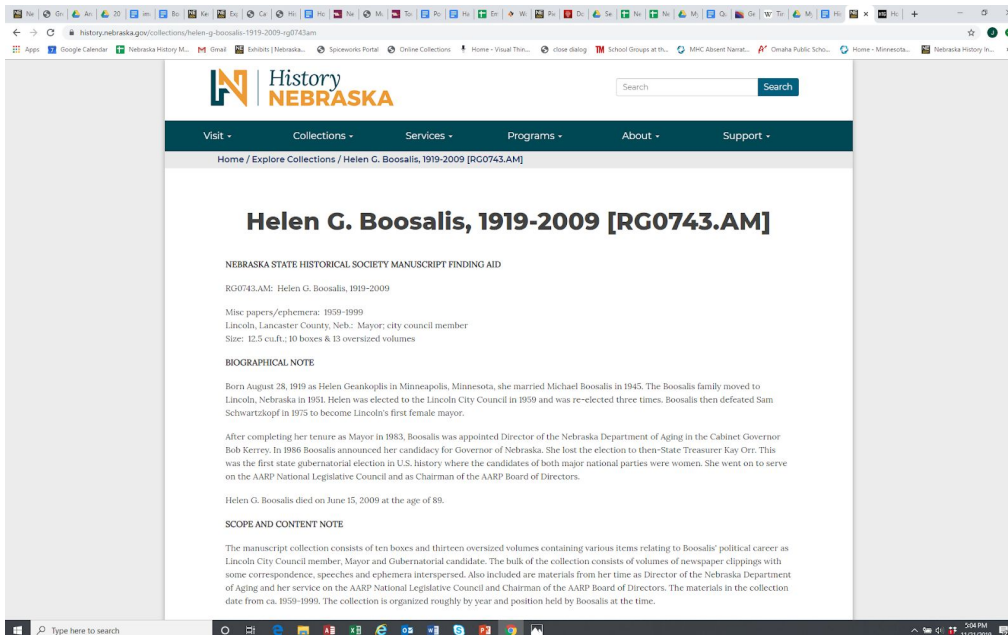 history.nebraska.gov/collections/helen-g-boosalis-1919-2009-rg0743am
Apps Google Calendar Nebraska History M... Gmail Exhibits | Nebraska... Spiceworks Portal Online Collections Home - Visual Thin... close dialog School Groups at th... MHC Absent Narrat... Omaha Public Scho... Home - Minnesota... Nebraska History In...
History
NEBRASKA
Search Search
Visit Collections Services Programs About Support
Home / Explore Collections / Helen G. Boosalis, 1919-2009 [RG0743.AM]
Helen G. Boosalis, 1919-2009 [RG0743.AM]
NEBRASKA STATE HISTORICAL SOCIETY MANUSCRIPT FINDING AID
RG0743.AM: Helen G. Boosalis, 1919-2009
Misc papers/ephemera: 1959-1999
Lincoln, Lancaster County, Neb.: Mayor; city council member
Size: 12.5 cu.ft.; 10 boxes & 13 oversized volumes
BIOGRAPHICAL NOTE
Born August 28, 1919 as Helen Geankoplis in Minneapolis, Minnesota, she married Michael Boosalis in 1945. The Boosalis family moved to
Lincoln, Nebraska in 1951. Helen was elected to the Lincoln City Council in 1959 and was re-elected three times. Boosalis then defeated Sam
Schwartzkopf in 1975 to become Lincoln's first female mayor.
After completing her tenure as Mayor in 1983, Boosalis was appointed Director of the Nebraska Department of Aging in the Cabinet Governor
Bob Kerrey. In 1986 Boosalis announced her candidacy for Governor of Nebraska. She lost the election to then-State Treasurer Kay Orr. This
was the first state gubernatorial election in U.S. history where the candidates of both major national parties were women. She went on to serve
on the AARP National Legislative Council and as Chairman of the AARP Board of Directors.
Helen G. Boosalis died on June 15, 2009 at the age of 89.
SCOPE AND CONTENT NOTE
The manuscript collection consists of ten boxes and thirteen oversized volumes containing various items relating to Boosalis' political career as
Lincoln City Council member, Mayor and Gubernatorial candidate. The bulk of the collection consists of volumes of newspaper clippings with
some correspondence, speeches and ephemera interspersed. Also included are materials from her time as Director of the Nebraska Department
of Aging and her service on the AARP National Legislative Council and Chairman of the AARP Board of Directors. The materials in the collection
date from ca. 1959-1999. The collection is organized roughly by year and position held by Boosalis at the time.
Type here to search
5:04 PM